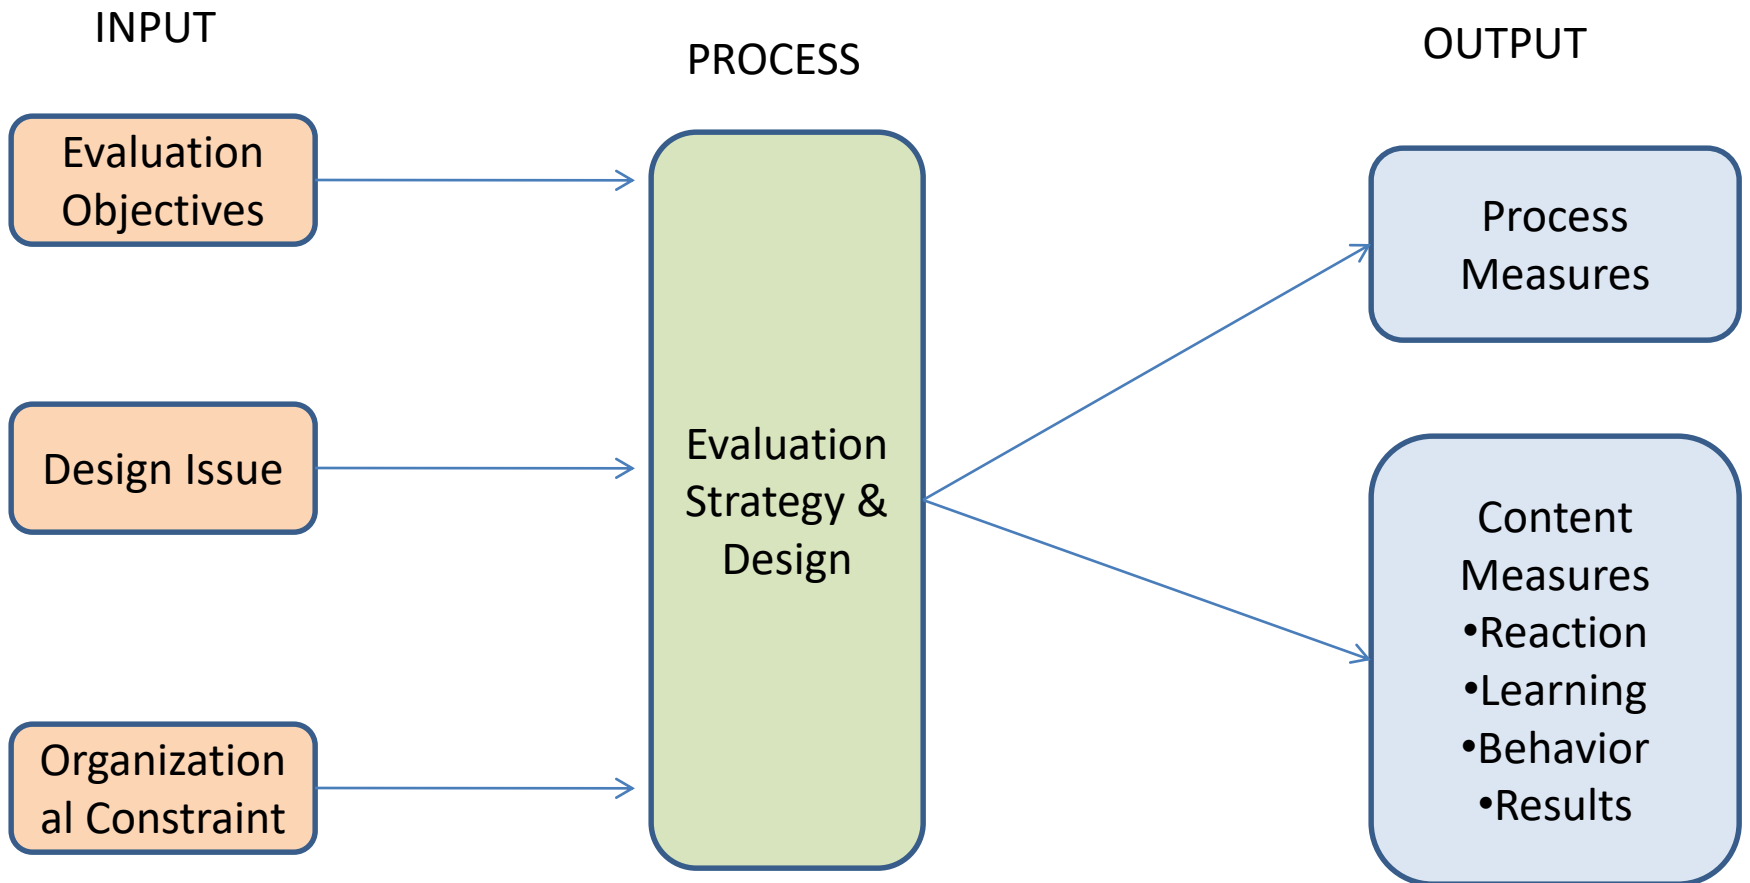 INPUT
PROCESS
OUTPUT
Evaluation
Objectives
Design Issue
Organization
al Constraint
Evaluation
Strategy &
Design
Process
Measures
Content
Measures
•Reaction
•Learning
•Behavior
•Results